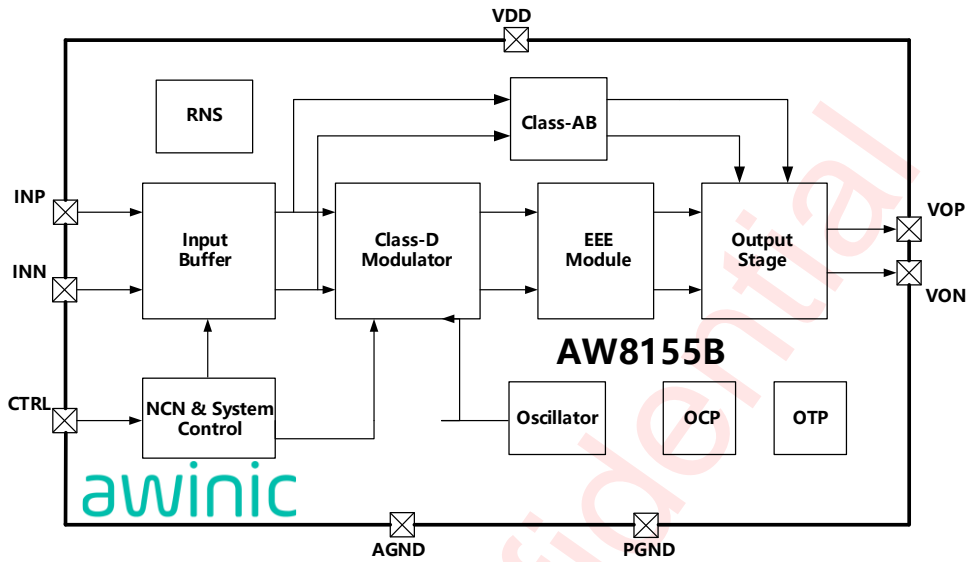 VDD
RNS
Class-AB
INP
Input
Buffer
Class-D
Modulator
EEE
Module
Output
Stage
VOP
INN
VON
AW8155B
CTRL
NCN & System
Control
Oscillator
OCP
OTP
awinic
AGND
PGND
fidential